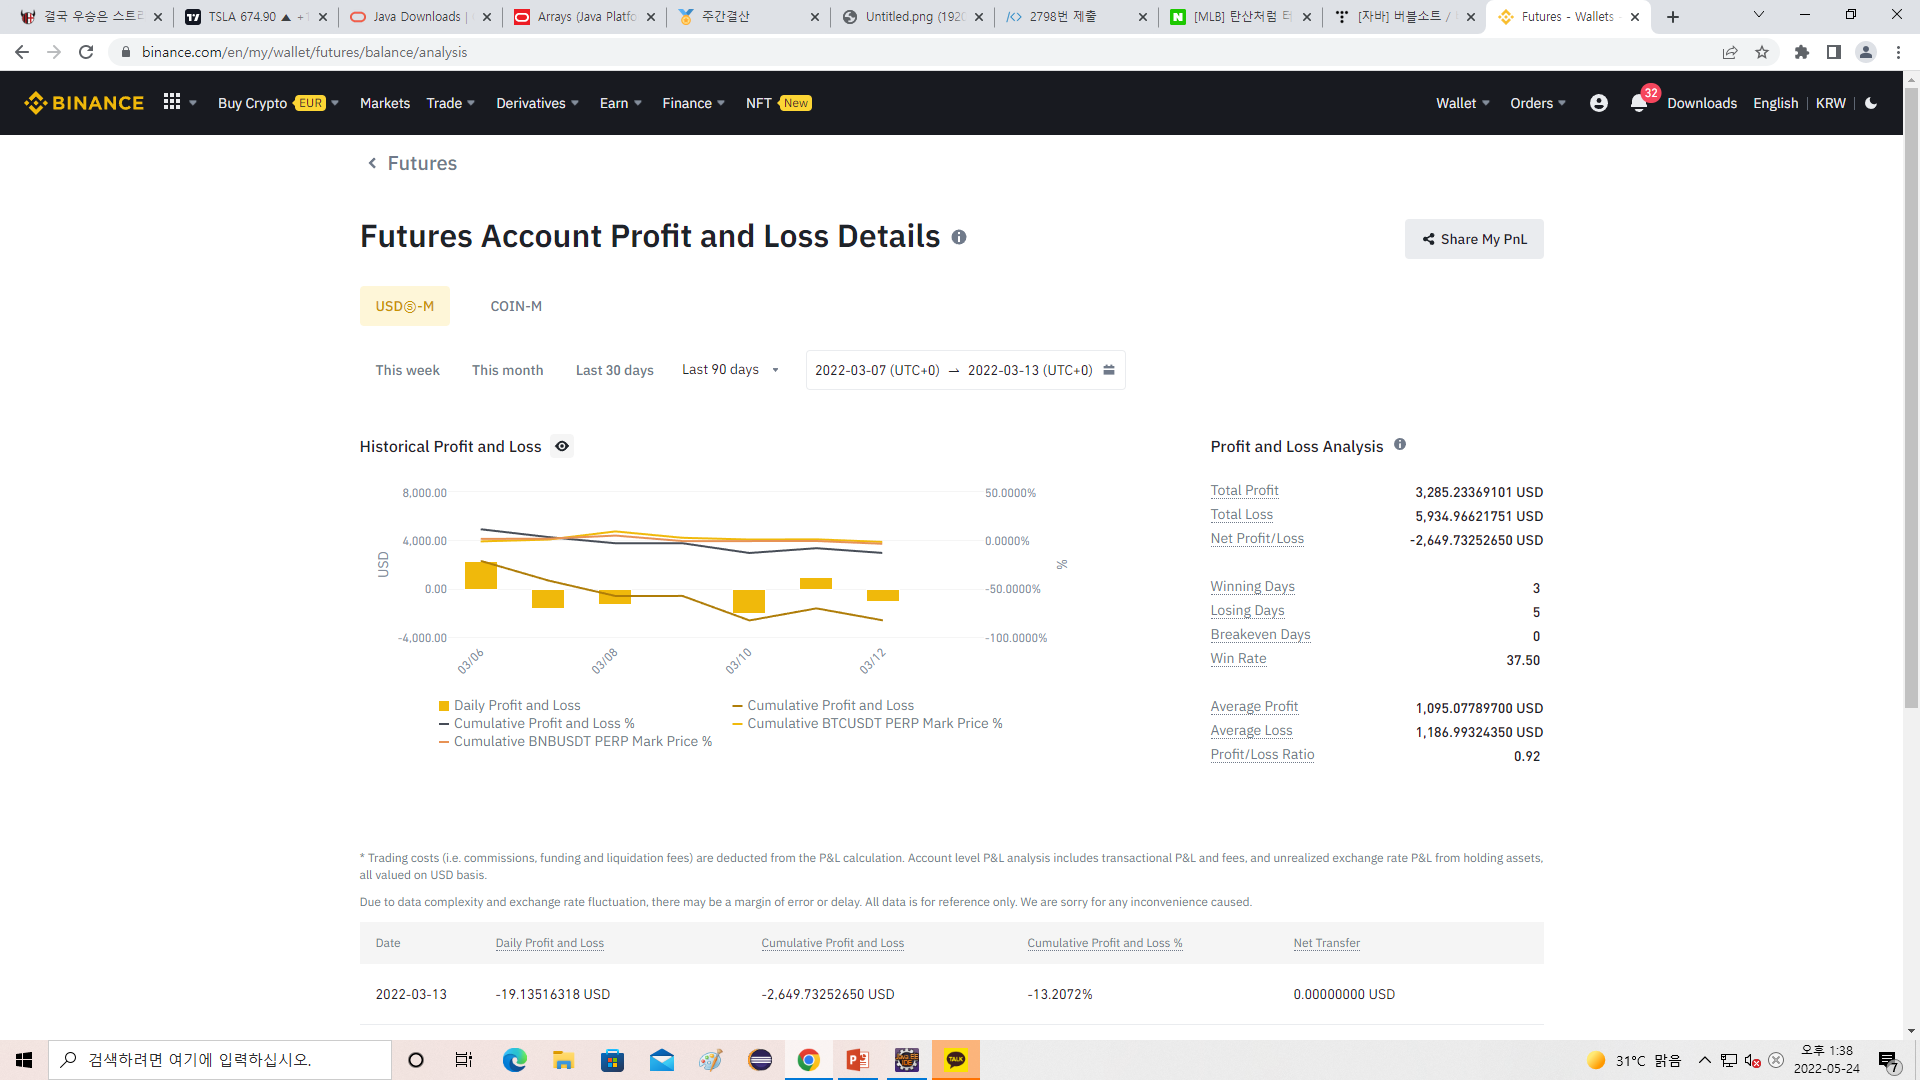 결국 우승은 스트리
TSLA 674.90 ▲ +1
Java Downloads |
Arrays (Java Platfo
주간결산
Untitled.png (1920
2798번 제출
[MLB] 탄산처럼 터
[자바] 버블소트 /
Futures - Wallets
binance.com/en/my/wallet/futures/balance/analysis
BINANCE
Buy Crypto EUR
Markets
Trade
Derivatives
Earn
Finance
NFT New
Wallet
Orders
32
Downloads
English
KRW
Futures
Futures Account Profit and Loss Details
Share My PnL
USDⓈ-M
COIN-M
This week
This month
Last 30 days
Last 90 days
2022-03-07 (UTC+0) → 2022-03-13 (UTC+0)
Historical Profit and Loss
8,000.00
4,000.00
0.00
-4,000.00
USD
50.0000%
0.0000%
-50.0000%
-100.0000%
%
03/06
03/08
03/10
03/12
Daily Profit and Loss
Cumulative Profit and Loss
Cumulative Profit and Loss %
Cumulative BTCUSDT PERP Mark Price %
Cumulative BNBUSDT PERP Mark Price %
Profit and Loss Analysis
Total Profit 3,285.23369101 USD
Total Loss 5,934.96621751 USD
Net Profit/Loss -2,649.73252650 USD
Winning Days 3
Losing Days 5
Breakeven Days 0
Win Rate 37.50
Average Profit 1,095.07789700 USD
Average Loss 1,186.99324350 USD
Profit/Loss Ratio 0.92
* Trading costs (i.e. commissions, funding and liquidation fees) are deducted from the P&L calculation. Account level P&L analysis includes transactional P&L and fees, and unrealized exchange rate P&L from holding assets,
all valued on USD basis.
Due to data complexity and exchange rate fluctuation, there may be a margin of error or delay. All data is for reference only. We are sorry for any inconvenience caused.
Date Daily Profit and Loss Cumulative Profit and Loss Cumulative Profit and Loss % Net Transfer
2022-03-13 -19.13516318 USD -2,649.73252650 USD -13.2072% 0.00000000 USD
검색하려면 여기에 입력하십시오.
TALK
31°C 맑음
오후 1:38
2022-05-24
7